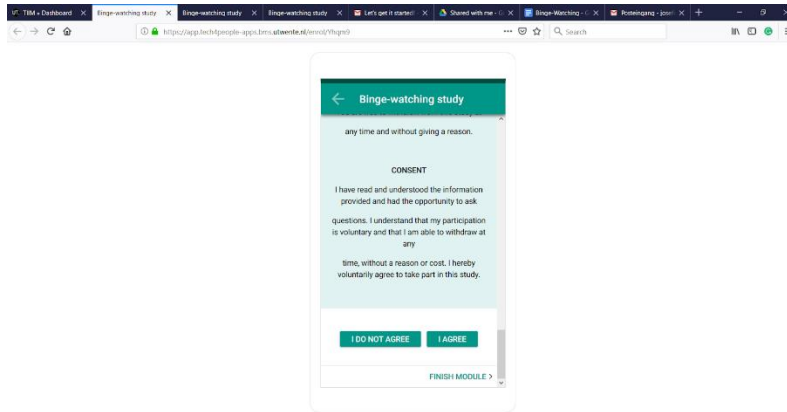 TIIM • Dashboard
Binge-watching study
Binge-watching study
Binge-watching study
Let's get it started!
Shared with me - G
Binge-Watching - G
Posteingang - josef
https://app.tech4people-apps.bms.utwente.nl/enrol/
Search
Binge-watching study
any time and without giving a reason.
CONSENT
I have read and understood the information
provided and had the opportunity to ask
questions. I understand that my participation
is voluntary and that I am able to withdraw at
any
time, without a reason or cost. I hereby
voluntarily agree to take part in this study.
I DO NOT AGREE
I AGREE
FINISH MODULE >